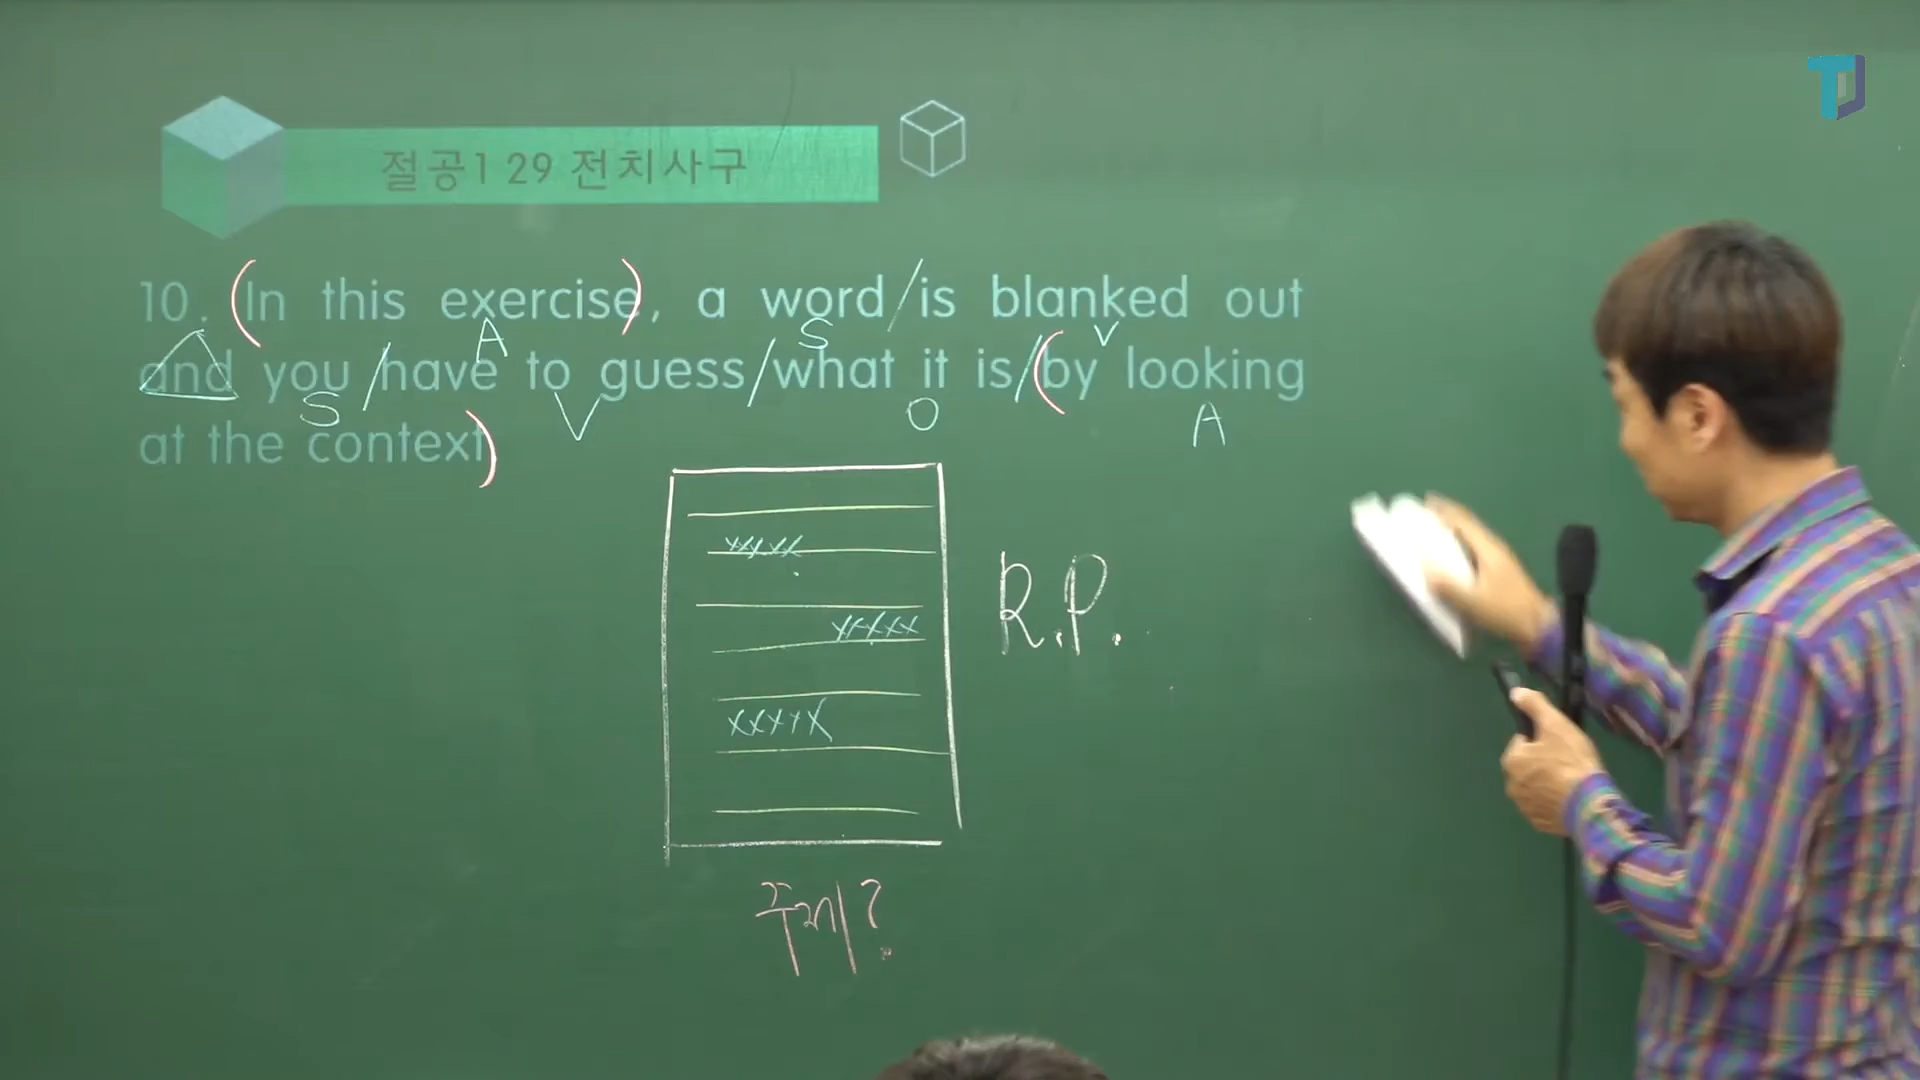 절공1 29 전치사구
10. (In this exercise), a word / is blanked out
A S V
and you / have to guess / what it is / (by looking
S V O A
at the context)
xxxxx
R.P.
xxxxx
xxxxx
주제?